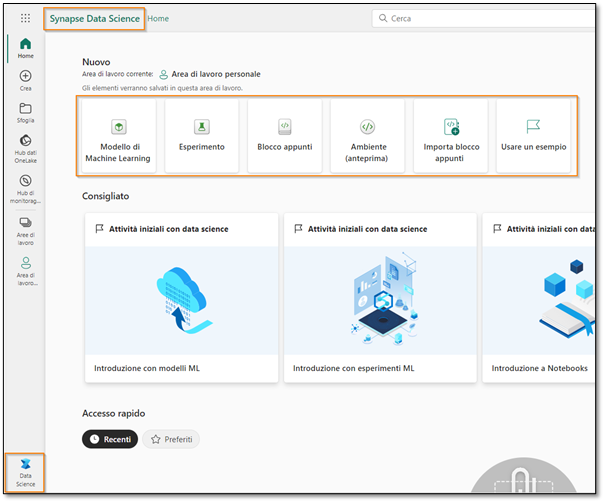 Synapse Data Science
Home
Cerca
Home
Crea
Sfoglia
Hub dati
OneLake
Hub di
monitorag...
Aree di
lavoro
Area di
lavoro...
Data
Science
Nuovo
Area di lavoro corrente: Area di lavoro personale
Gli elementi verranno salvati in questa area di lavoro.
Modello di
Machine Learning
Esperimento
Blocco appunti
Ambiente
(anteprima)
Importa blocco
appunti
Usare un esempio
Consigliato
Attività iniziali con data science
Introduzione con modelli ML
Attività iniziali con data science
Introduzione con esperimenti ML
Attività iniziali con data
Introduzione a Notebooks
Accesso rapido
Recenti
Preferiti